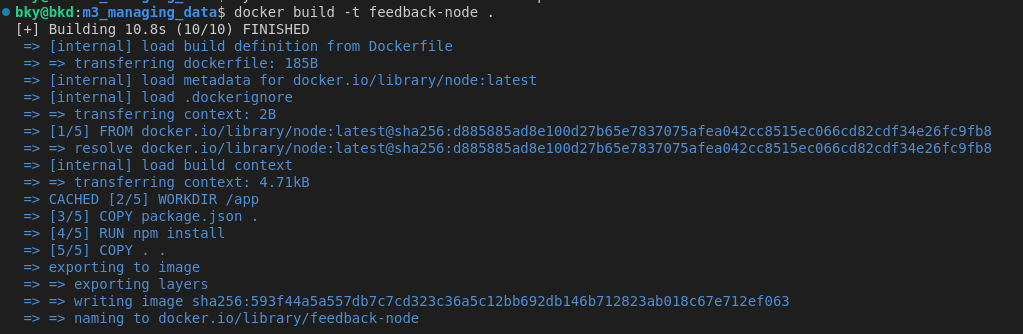 bky@bkd:m3_managing_data$ docker build -t feedback-node .
[+] Building 10.8s (10/10) FINISHED
=> [internal] load build definition from Dockerfile
=> => transferring dockerfile: 185B
=> [internal] load metadata for docker.io/library/node:latest
=> [internal] load .dockerignore
=> => transferring context: 2B
=> [1/5] FROM docker.io/library/node:latest@sha256:d885885ad8e100d27b65e7837075afea042cc8515ec066cd82cdf34e26fc9fb8
=> => resolve docker.io/library/node:latest@sha256:d885885ad8e100d27b65e7837075afea042cc8515ec066cd82cdf34e26fc9fb8
=> [internal] load build context
=> => transferring context: 4.71kB
=> CACHED [2/5] WORKDIR /app
=> [3/5] COPY package.json .
=> [4/5] RUN npm install
=> [5/5] COPY . .
=> exporting to image
=> => exporting layers
=> => writing image sha256:593f44a5a557db7c7cd323c36a5c12bb692db146b712823ab018c67e712ef063
=> => naming to docker.io/library/feedback-node